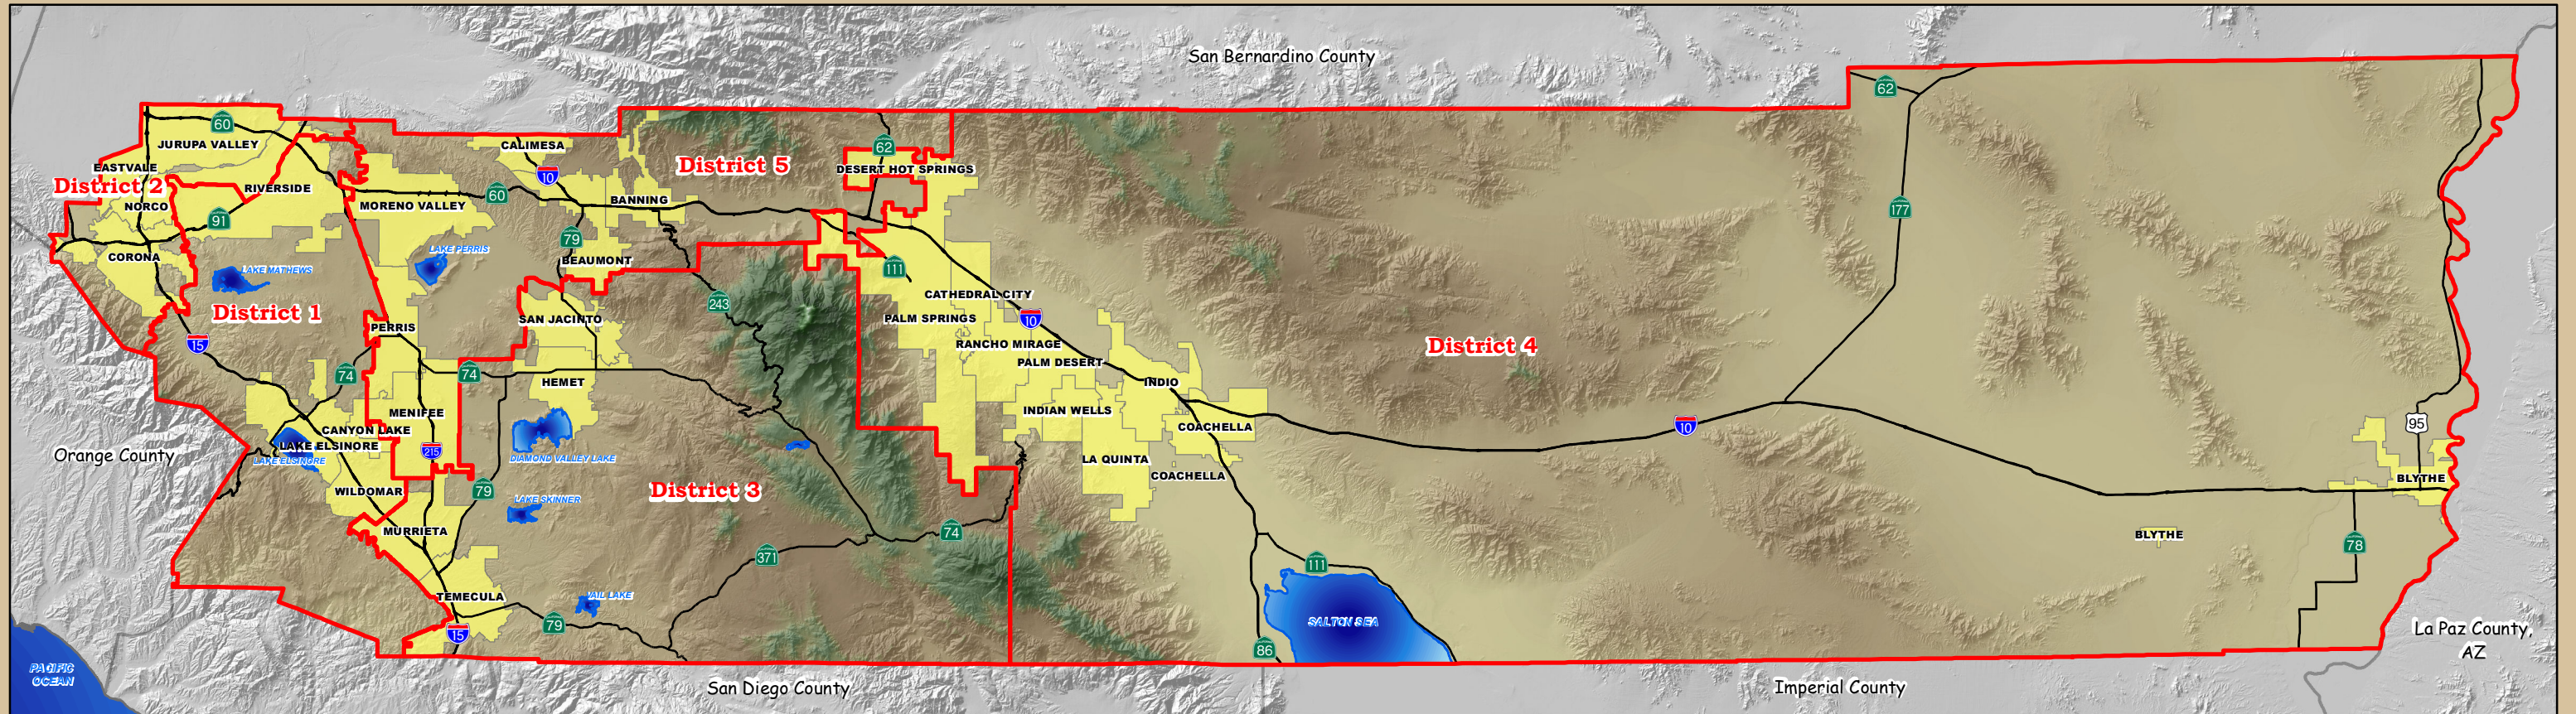 San Bernardino County
62
60
JURUPA VALLEY
CALIMESA
62
District 5
EASTVALE
10
DESERT HOT SPRINGS
District 2
RIVERSIDE
60
BANNING
NORCO
MORENO VALLEY
177
91
79
LAKE PERRIS
CORONA
BEAUMONT
111
LAKE MATHEWS
CATHEDRAL CITY
243
District 1
SAN JACINTO
PALM SPRINGS
10
PERRIS
15
RANCHO MIRAGE
District 4
PALM DESERT
74
74
HEMET
INDIO
MENIFEE
INDIAN WELLS
CANYON LAKE
COACHELLA
10
95
LAKE ELSINORE
215
Orange County
LAKE ELSINORE
DIAMOND VALLEY LAKE
LA QUINTA
COACHELLA
BLYTHE
WILDOMAR
79
District 3
LAKE SKINNER
MURRIETA
74
BLYTHE
78
371
111
TEMECULA
VAIL LAKE
79
SALTON SEA
15
86
La Paz County,
AZ
PACIFIC
OCEAN
San Diego County
Imperial County